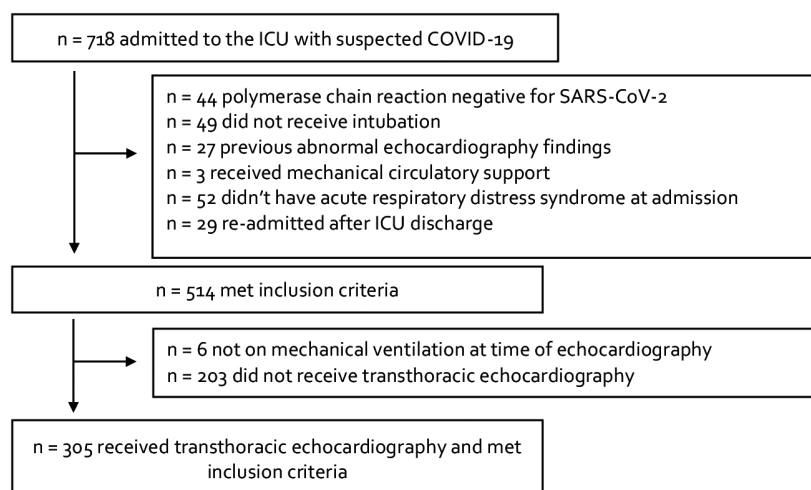 n = 718 admitted to the ICU with suspected COVID-19
n = 44 polymerase chain reaction negative for SARS-CoV-2
n = 49 did not receive intubation
n = 27 previous abnormal echocardiography findings
n = 3 received mechanical circulatory support
n = 52 didn’t have acute respiratory distress syndrome at admission
n = 29 re-admitted after ICU discharge
n = 514 met inclusion criteria
n = 6 not on mechanical ventilation at time of echocardiography
n = 203 did not receive transthoracic echocardiography
n = 305 received transthoracic echocardiography and met
inclusion criteria